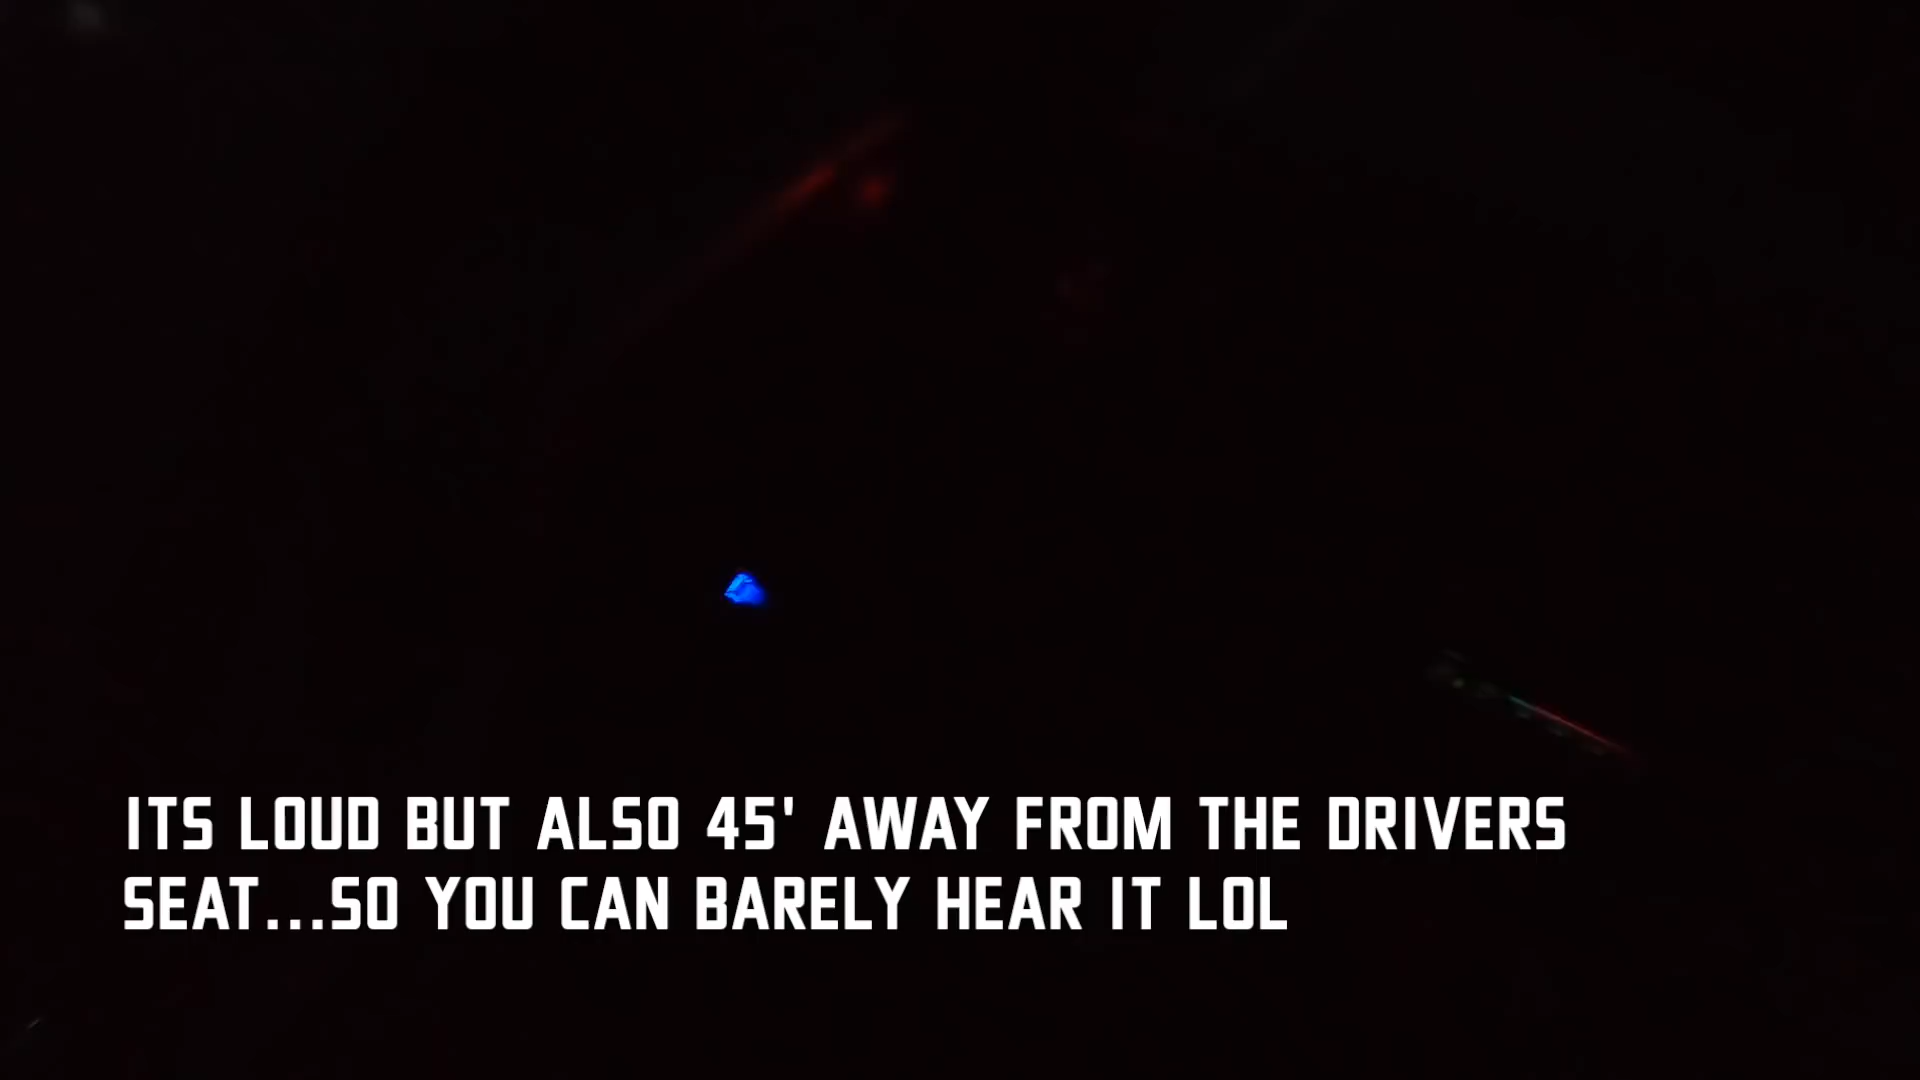 ITS LOUD BUT ALSO 45' AWAY FROM THE DRIVERS
SEAT...SO YOU CAN BARELY HEAR IT LOL